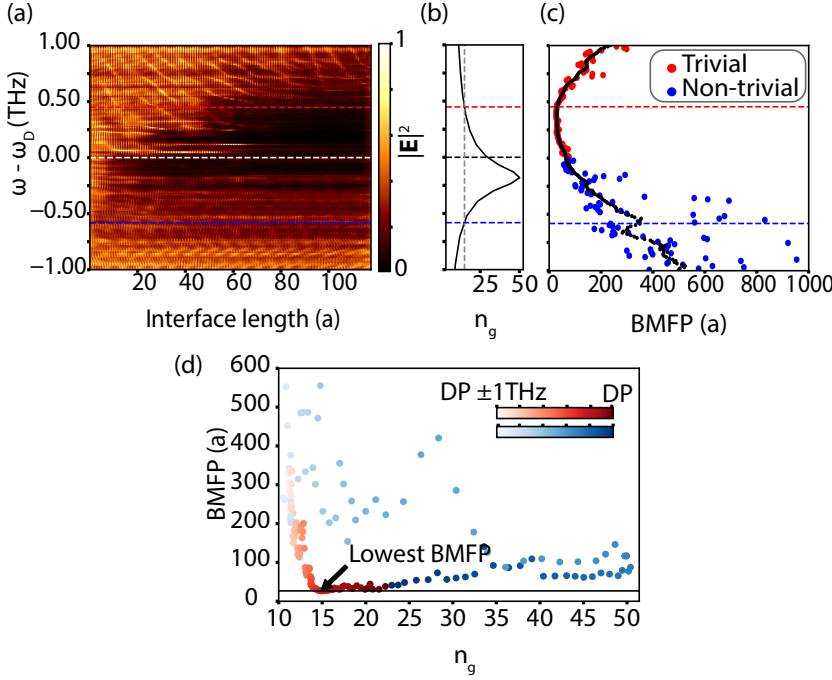 (a)
(b)
(c)
1.00
0.50
0.00
−0.50
−1.00
ω - ω_D (THz)
20 40 60 80 100
Interface length (a)
1
0
|E|²
25 50
n_g
Trivial
Non-trivial
0 200 400 600 800 1000
BMFP (a)
(d)
600
500
400
300
200
100
0
BMFP (a)
DP ±1THz DP
Lowest BMFP
10 15 20 25 30 35 40 45 50
n_g